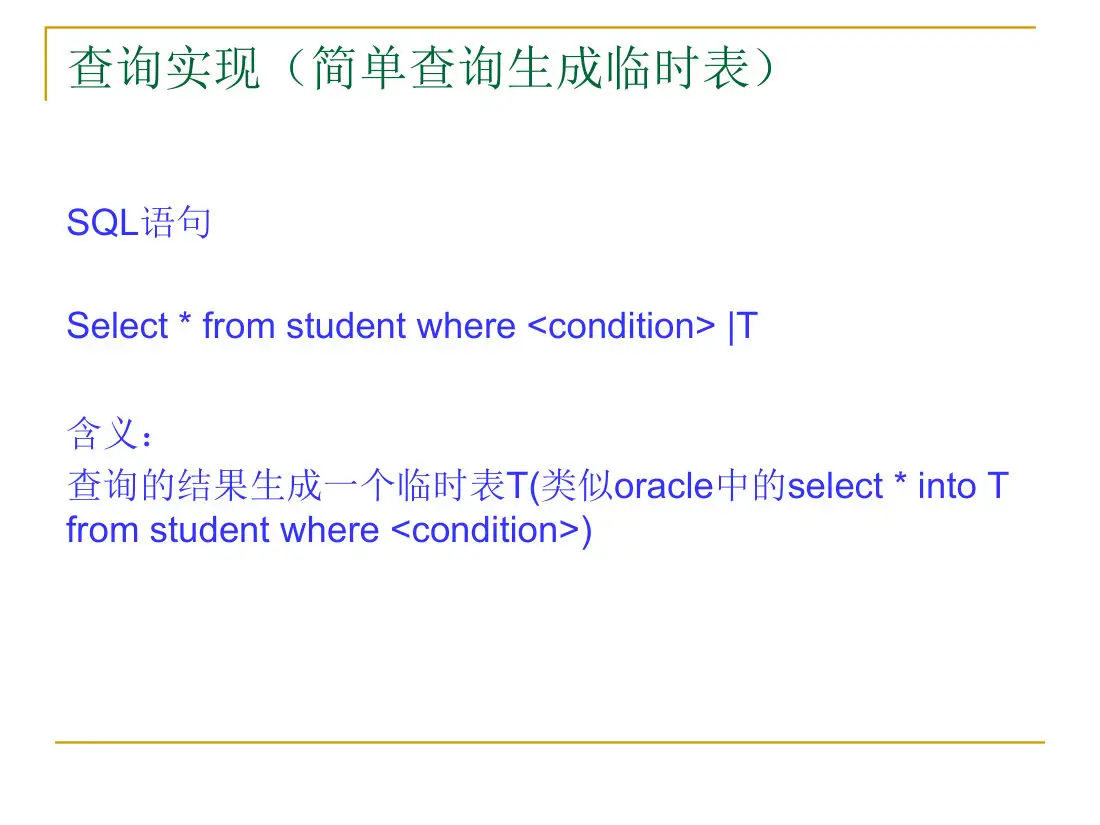 查询实现（简单查询生成临时表）
SQL语句
Select * from student where <condition> |T
含义：
查询的结果生成一个临时表T(类似oracle中的select * into T
from student where <condition>)